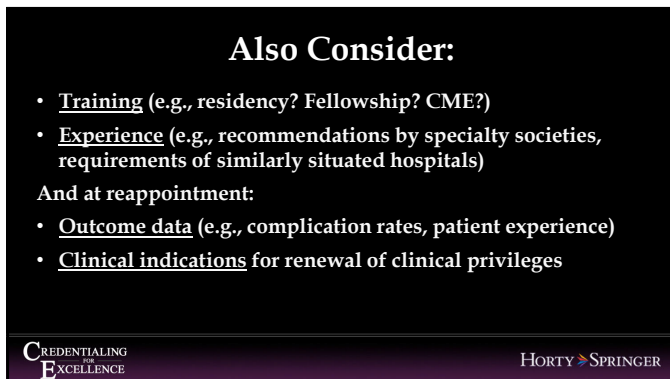 Also Consider:
• Training (e.g., residency? Fellowship? CME?)
• Experience (e.g., recommendations by specialty societies,
requirements of similarly situated hospitals)
And at reappointment:
• Outcome data (e.g., complication rates, patient experience)
• Clinical indications for renewal of clinical privileges
CREDENTIALING
FOR
EXCELLENCE
HORTY SPRINGER